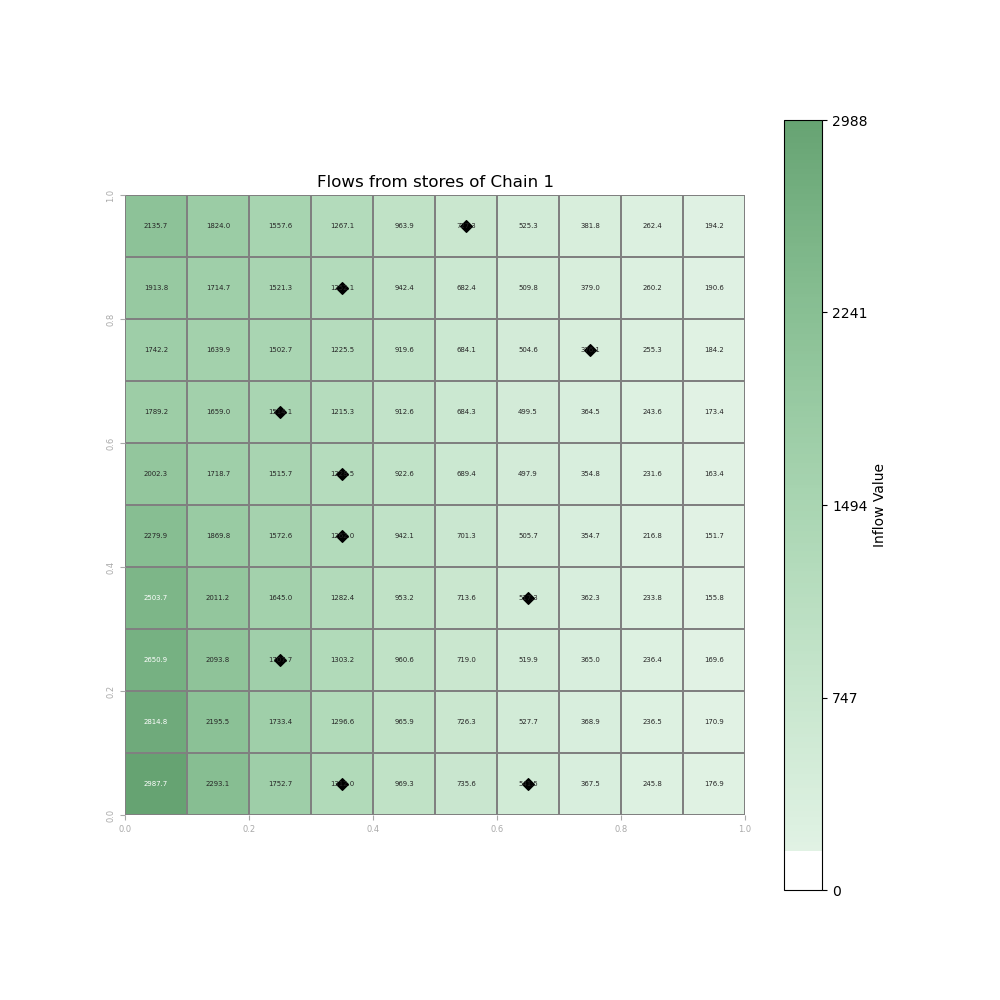 Flows from stores of Chain 1
1.0 2135.7 1824.0 1557.6 1267.1 963.9 525.3 381.8 262.4 194.2
1913.8 1714.7 1521.3 942.4 682.4 509.8 379.0 260.2 190.6
0.8
1742.2 1639.9 1502.7 1225.5 919.6 684.1 504.6 255.3 184.2
1789.2 1659.0 1215.3 912.6 684.3 499.5 364.5 243.6 173.4
0.6
2002.3 1718.7 1515.7 922.6 689.4 497.9 354.8 231.6 163.4
2279.9 1869.8 1572.6 942.1 701.3 505.7 354.7 216.8 151.7
0.4
2503.7 2011.2 1645.0 1282.4 953.2 713.6 362.3 233.8 155.8
2650.9 2093.8 1303.2 960.6 719.0 519.9 365.0 236.4 169.6
0.2
2814.8 2195.5 1733.4 1296.6 965.9 726.3 527.7 368.9 236.5 170.9
2987.7 2293.1 1752.7 969.3 735.6 367.5 245.8 176.9
0.0
0.0 0.2 0.4 0.6 0.8 1.0
2988
2241
1494
747
0
Inflow Value